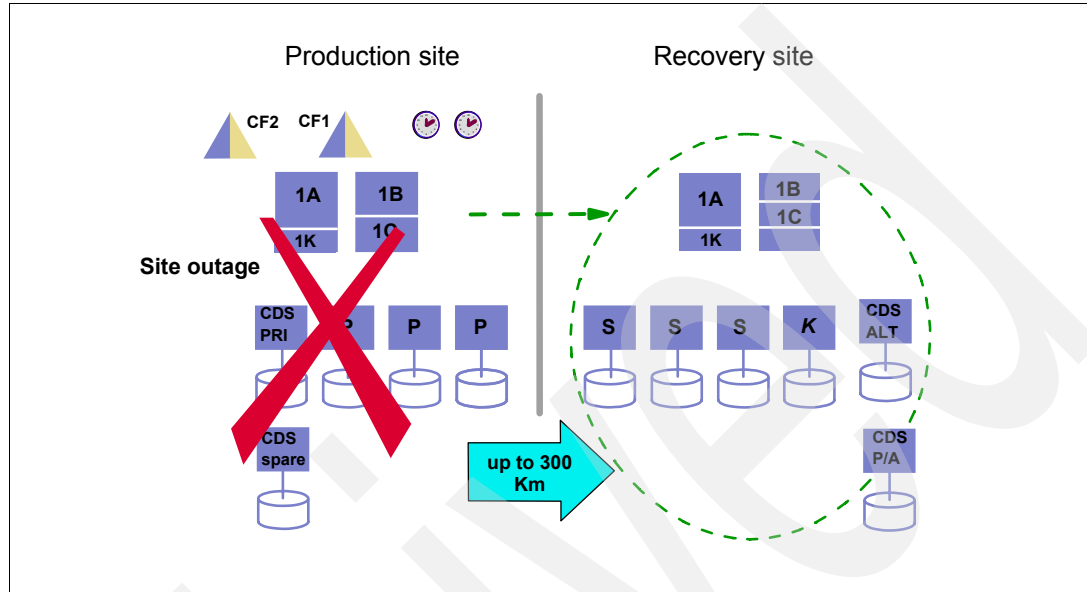 Production site
Recovery site
CF2
CF1
1A
1B
1K
1C
1A
1B
1C
1K
Site outage
CDS
PRI
P
P
P
S
S
S
K
CDS
ALT
CDS
spare
up to 300
Km
CDS
P/A